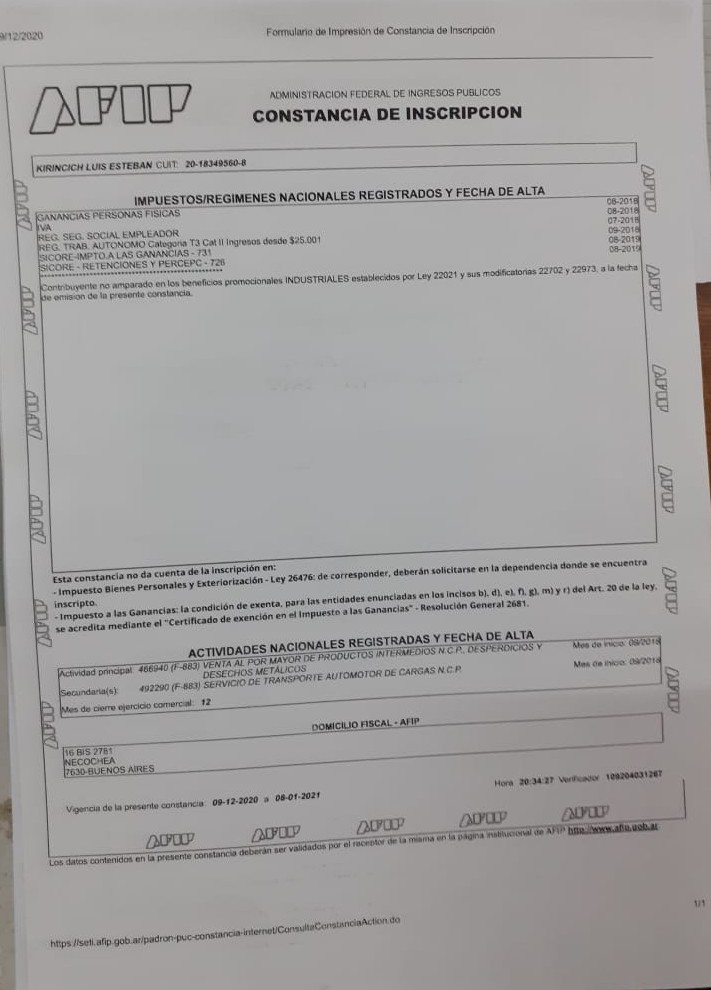 9/12/2020
Formulario de Impresión de Constancia de Inscripción
AFIP
ADMINISTRACION FEDERAL DE INGRESOS PUBLICOS
CONSTANCIA DE INSCRIPCION
KIRINCICH LUIS ESTEBAN CUIT: 20-18349560-8
IMPUESTOS/REGIMENES NACIONALES REGISTRADOS Y FECHA DE ALTA
GANANCIAS PERSONAS FISICAS 08-2018
IVA 08-2018
REG. SEG. SOCIAL EMPLEADOR 07-2018
REG. TRAB. AUTONOMO Categoria T3 Cat II Ingresos desde $25.001 09-2018
SICORE-IMPTO.A LAS GANANCIAS - 731 08-2019
SICORE - RETENCIONES Y PERCEPC - 726 08-2019
Contribuyente no amparado en los beneficios promocionales INDUSTRIALES establecidos por Ley 22021 y sus modificatorias 22702 y 22973, a la fecha
de emision de la presente constancia.
Esta constancia no da cuenta de la inscripción en:
- Impuesto Bienes Personales y Exteriorización - Ley 26476: de corresponder, deberán solicitarse en la dependencia donde se encuentra
inscripto.
- Impuesto a las Ganancias: la condición de exenta, para las entidades enunciadas en los incisos b), d), e), f), g), m) y r) del Art. 20 de la ley,
se acredita mediante el "Certificado de exención en el Impuesto a las Ganancias" - Resolución General 2681.
ACTIVIDADES NACIONALES REGISTRADAS Y FECHA DE ALTA
Actividad principal: 466940 (F-883) VENTA AL POR MAYOR DE PRODUCTOS INTERMEDIOS N.C.P., DESPERDICIOS Y Mes de inicio: 09/2018
DESECHOS METÁLICOS
Secundaria(s): 492290 (F-883) SERVICIO DE TRANSPORTE AUTOMOTOR DE CARGAS N.C.P. Mes de inicio: 09/2018
Mes de cierre ejercicio comercial: 12
DOMICILIO FISCAL - AFIP
16 BIS 2781
NECOCHEA
7630-BUENOS AIRES
Vigencia de la presente constancia: 09-12-2020 a 08-01-2021
Hora 20:34:27 Verificador 109204031267
AFIP AFIP AFIP AFIP AFIP
Los datos contenidos en la presente constancia deberán ser validados por el receptor de la misma en la página institucional de AFIP http://www.afip.gob.ar.
1/1
https://seti.afip.gob.ar/padron-puc-constancia-internet/ConsultaConstanciaAction.do